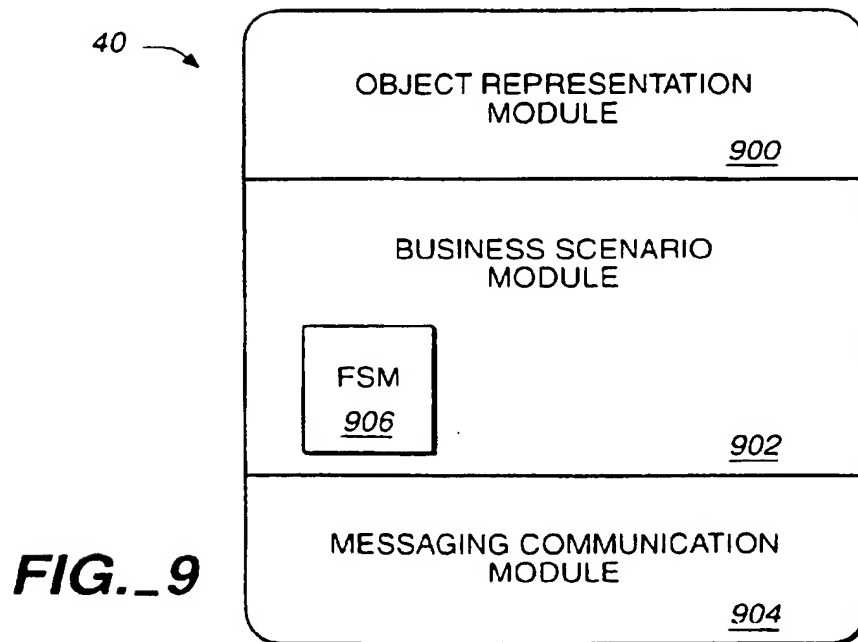 40
OBJECT REPRESENTATION
MODULE
900
BUSINESS SCENARIO
MODULE
FSM
906
902
MESSAGING COMMUNICATION
MODULE
904
FIG._9